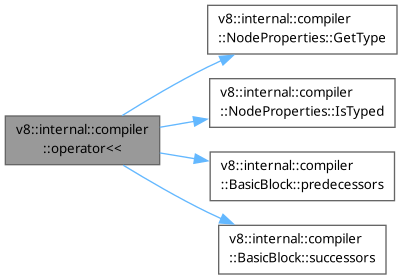 v8::internal::compiler
::NodeProperties::GetType
v8::internal::compiler
::NodeProperties::IsTyped
v8::internal::compiler
::operator<<
v8::internal::compiler
::BasicBlock::predecessors
v8::internal::compiler
::BasicBlock::successors